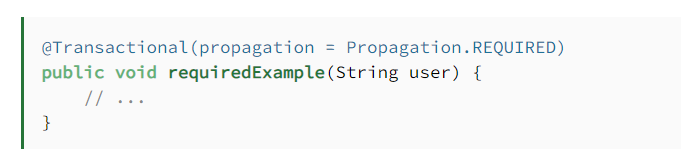 @Transactional(propagation = Propagation.REQUIRED)
public void requiredExample(String user) {
    // ...
}